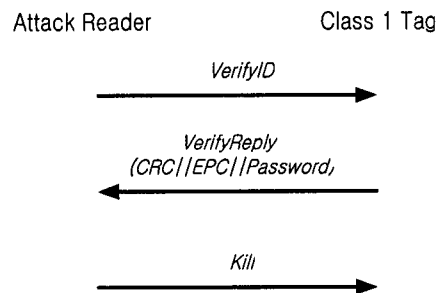 Attack Reader Class 1 Tag
VerifyID
VerifyReply
(CRC||EPC||Password)
Kill